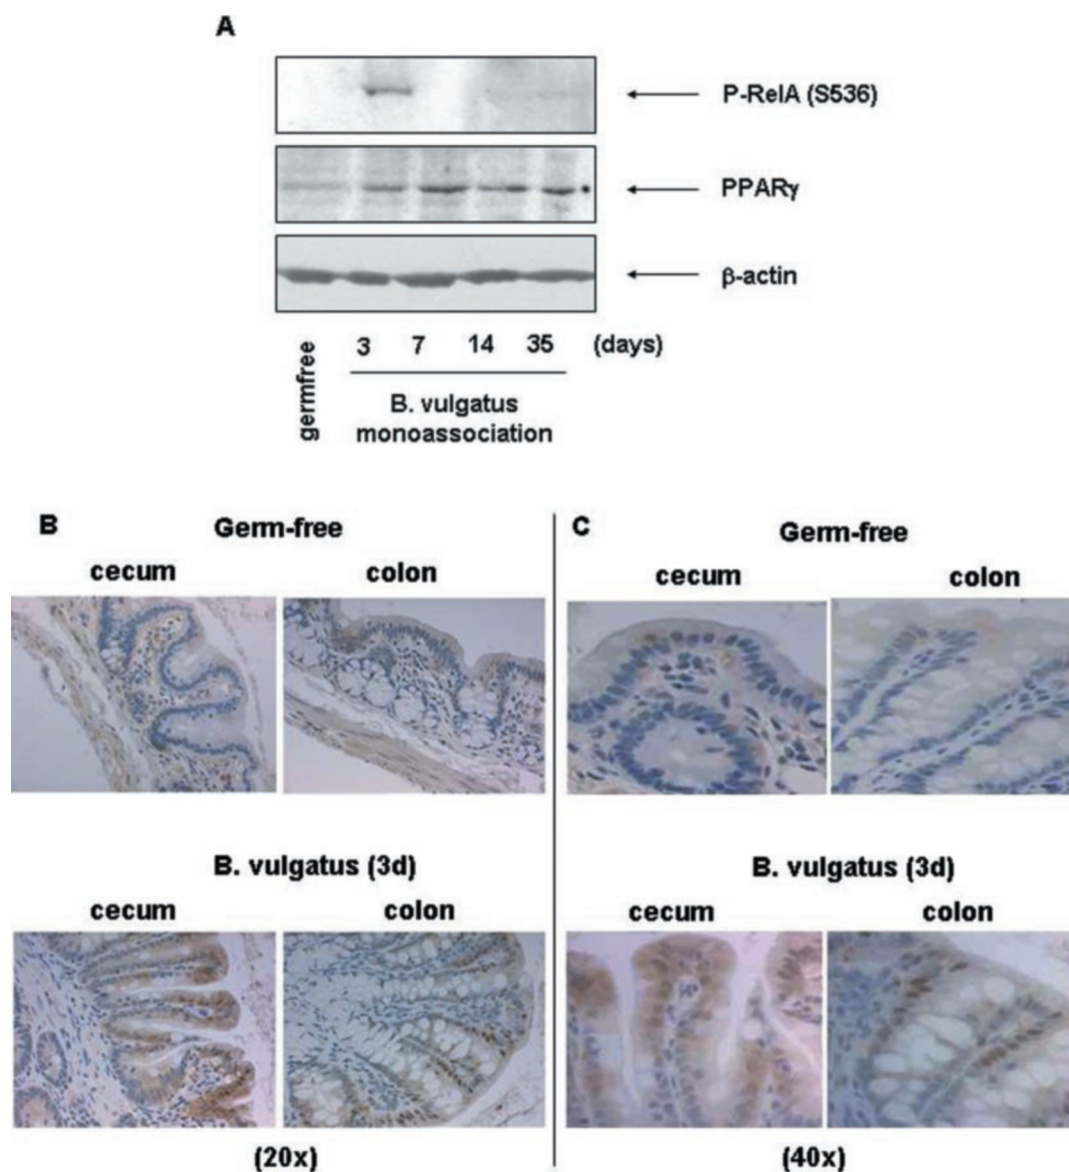 A
P-RelA (S536)
PPARγ
β-actin
germfree
3 7 14 35 (days)
B. vulgatus
monoassociation
B
Germ-free
cecum colon
(20x)
B. vulgatus (3d)
cecum colon
C
Germ-free
cecum colon
B. vulgatus (3d)
cecum colon
(40x)